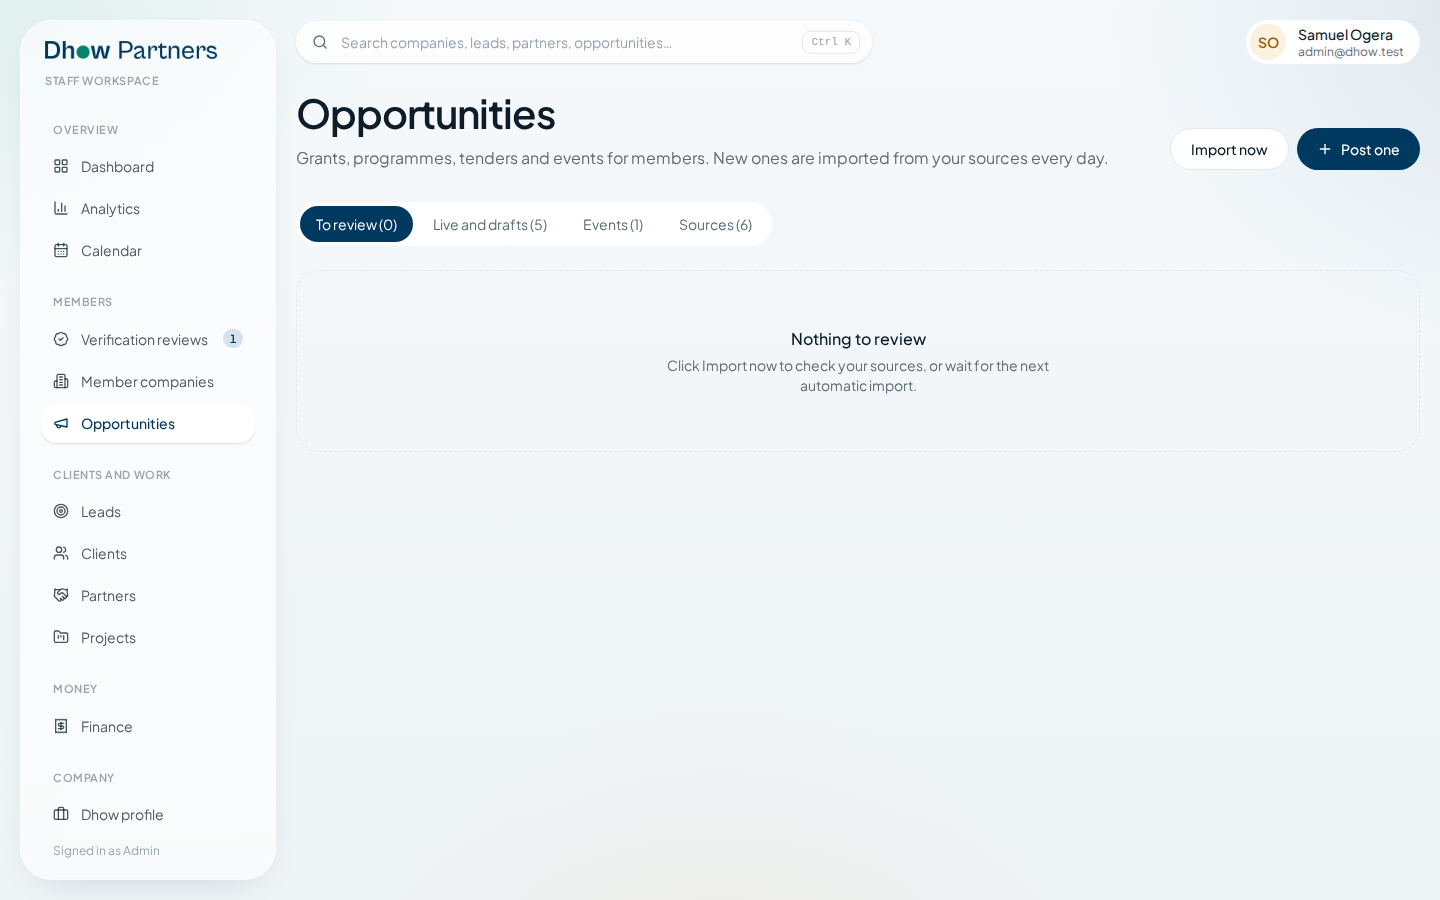 Dhow Partners
STAFF WORKSPACE
OVERVIEW
Dashboard
Analytics
Calendar
MEMBERS
Verification reviews 1
Member companies
Opportunities
CLIENTS AND WORK
Leads
Clients
Partners
Projects
MONEY
Finance
COMPANY
Dhow profile
Signed in as Admin
Search companies, leads, partners, opportunities... Ctrl K
SO
Samuel Ogera
admin@dhow.test
Opportunities
Grants, programmes, tenders and events for members. New ones are imported from your sources every day.
Import now
+ Post one
To review (0) Live and drafts (5) Events (1) Sources (6)
Nothing to review
Click Import now to check your sources, or wait for the next
automatic import.